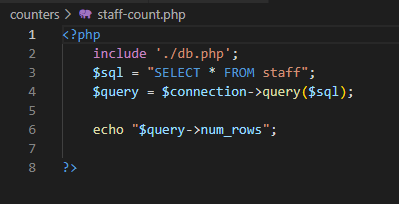 counters > staff-count.php
1 <?php
2     include './db.php';
3     $sql = "SELECT * FROM staff";
4     $query = $connection->query($sql);
5
6     echo "$query->num_rows";
7
8 ?>